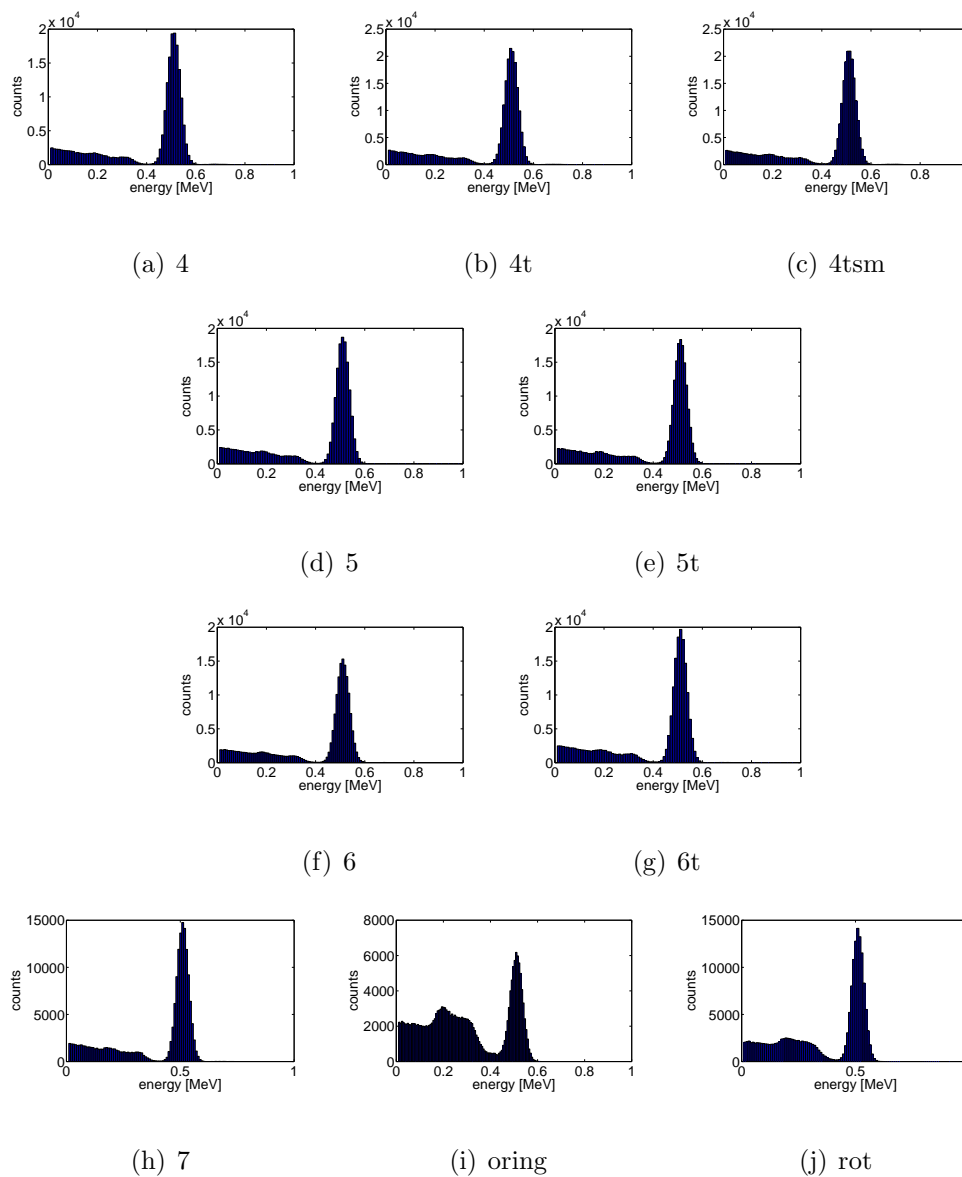 x 10^4
2
1.5
1
0.5
0
counts
0 0.2 0.4 0.6 0.8 1
energy [MeV]
(a) 4
x 10^4
2.5
2
1.5
1
0.5
0
counts
0 0.2 0.4 0.6 0.8 1
energy [MeV]
(b) 4t
x 10^4
2.5
2
1.5
1
0.5
0
counts
0 0.2 0.4 0.6 0.8
energy [MeV]
(c) 4tsm
x 10^4
2
1.5
1
0.5
0
counts
0 0.2 0.4 0.6 0.8 1
energy [MeV]
(d) 5
x 10^4
2
1.5
1
0.5
0
counts
0 0.2 0.4 0.6 0.8 1
energy [MeV]
(e) 5t
x 10^4
2
1.5
1
0.5
0
counts
0 0.2 0.4 0.6 0.8 1
energy [MeV]
(f) 6
x 10^4
2
1.5
1
0.5
0
counts
0 0.2 0.4 0.6 0.8 1
energy [MeV]
(g) 6t
15000
10000
5000
0
counts
0 0.5 1
energy [MeV]
(h) 7
8000
6000
4000
2000
0
counts
0 0.2 0.4 0.6 0.8 1
energy [MeV]
(i) oring
15000
10000
5000
0
counts
0 0.5
energy [MeV]
(j) rot